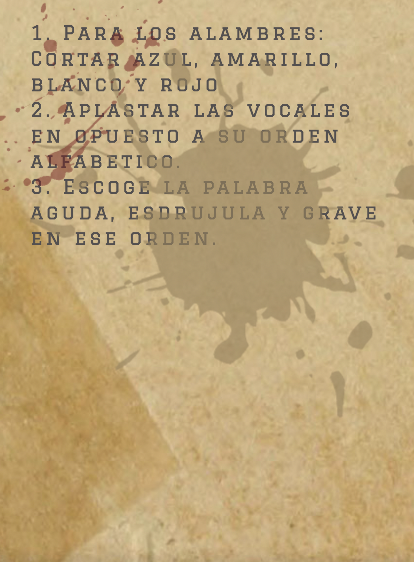 1. Para los alambres:
Cortar azul, amarillo,
blanco y rojo
2. Aplastar las vocales
en opuesto a su orden
alfabetico.
3. Escoge la palabra
aguda, esdrujula y grave
en ese orden.